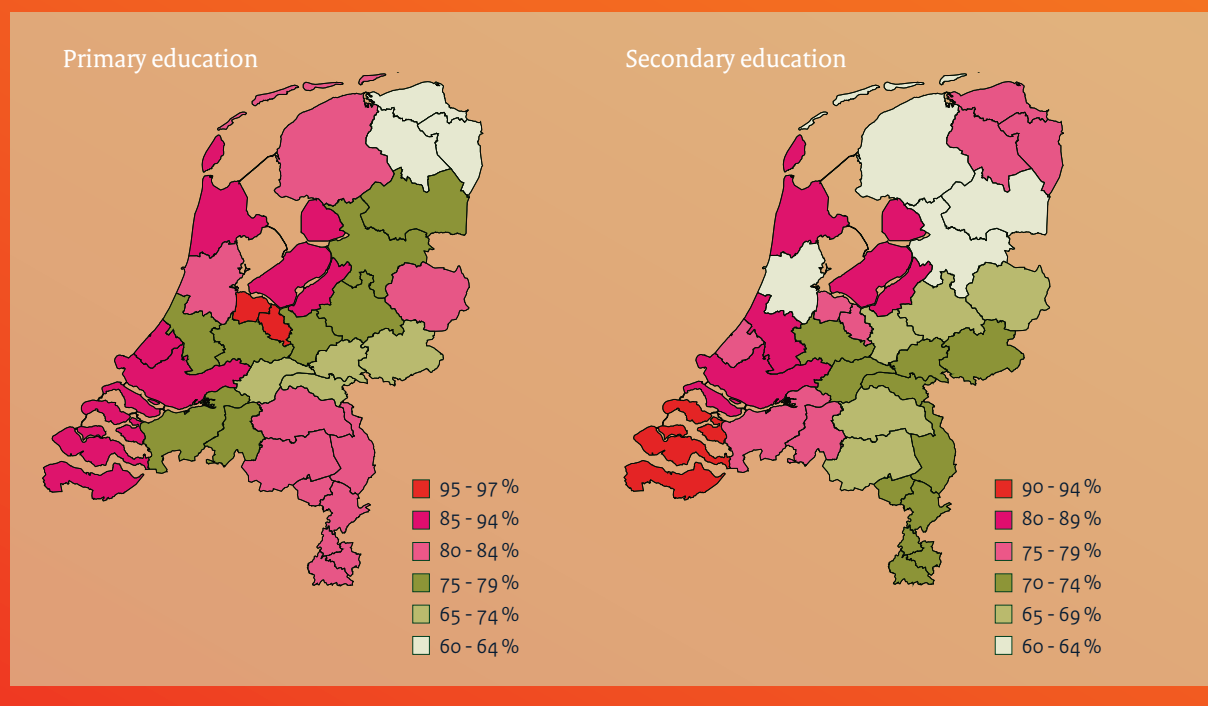 Primary education
95 - 97 %
85 - 94 %
80 - 84 %
75 - 79 %
65 - 74 %
60 - 64 %
Secondary education
90 - 94 %
80 - 89 %
75 - 79 %
70 - 74 %
65 - 69 %
60 - 64 %